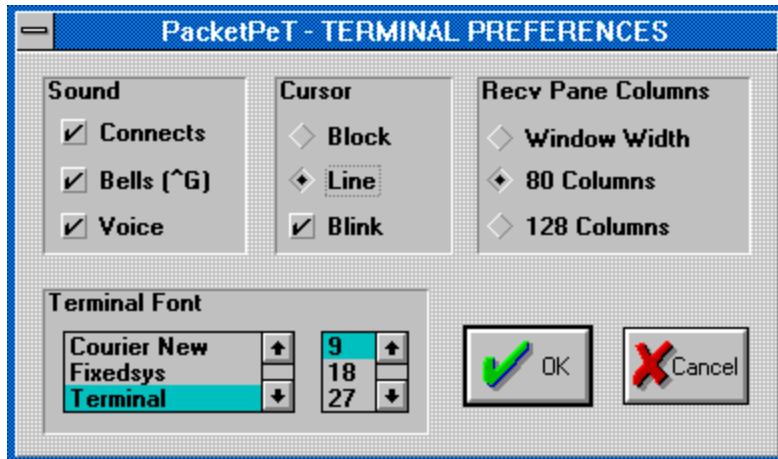 PacketPeT - TERMINAL PREFERENCES
Sound
Connects
Bells (^G)
Voice
Cursor
Block
Line
Blink
Recv Pane Columns
Window Width
80 Columns
128 Columns
Terminal Font
Courier New
Fixedsys
Terminal
9
18
27
OK
Cancel